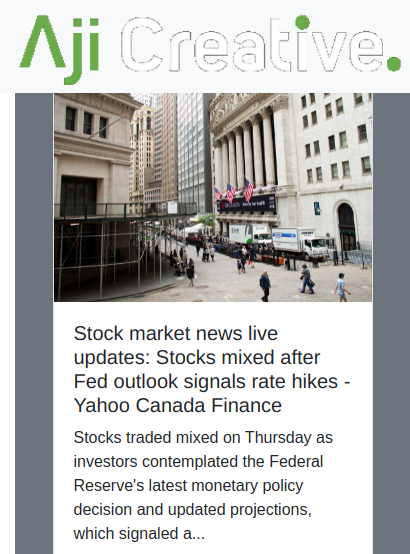 Aji Creative.
Stock market news live
updates: Stocks mixed after
Fed outlook signals rate hikes -
Yahoo Canada Finance
Stocks traded mixed on Thursday as
investors contemplated the Federal
Reserve's latest monetary policy
decision and updated projections,
which signaled a...